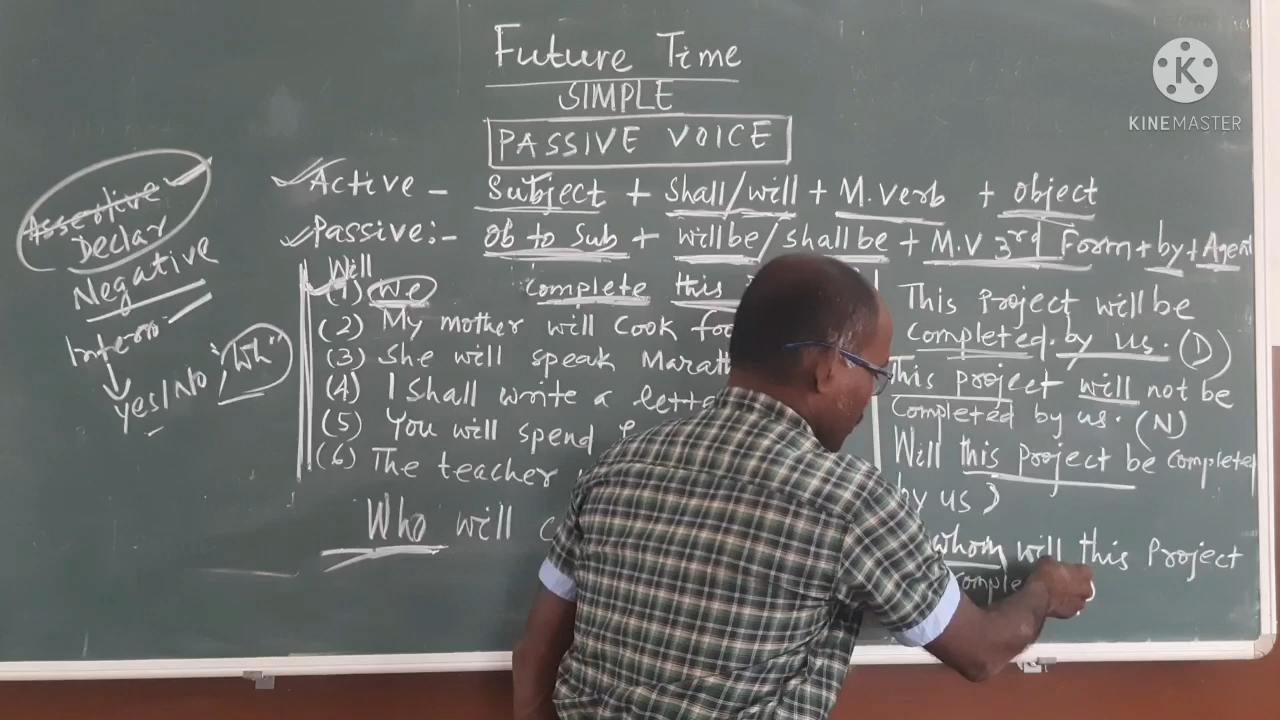 Future Time
SIMPLE
PASSIVE VOICE
K
KINEMASTER
Assertive
Declar
Negative
Interro
yes/No "Wh"
Active - Subject + Shall/will + M.Verb + object
Passive:- Ob to Sub + will be/shall be + M.V 3rd Form + by + Agent
Will
(1) We complete this
(2) My mother will cook
(3) She will speak
(4) I Shall write a
(5) You will spend
(6) The teacher
Who will
This Project will be
Completed by us. (D)
This project will not be
Completed by us. (N)
Will this Project be completed
by us?
whom will this Project